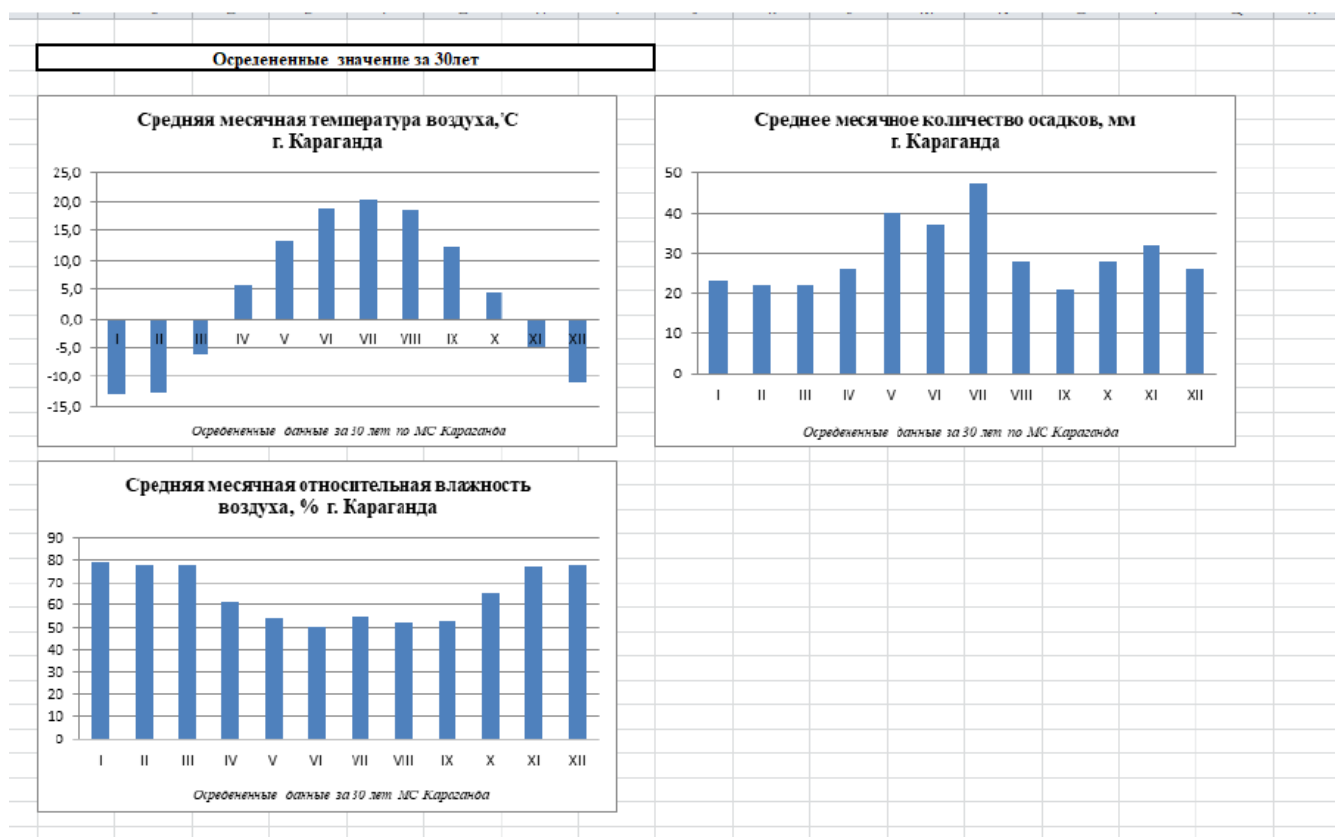 Осредененные значение за 30лет
Средняя месячная температура воздуха,°С
г. Караганда
25,0
20,0
15,0
10,0
5,0
0,0
-5,0
-10,0
-15,0
I II III IV V VI VII VIII IX X XI XII
Осредененные данные за 30 лет по МС Караганда
Среднее месячное количество осадков, мм
г. Караганда
50
40
30
20
10
0
I II III IV V VI VII VIII IX X XI XII
Осредененные данные за 30 лет по МС Караганда
Средняя месячная относительная влажность
воздуха, % г. Караганда
90
80
70
60
50
40
30
20
10
0
I II III IV V VI VII VIII IX X XI XII
Осредененные данные за 30 лет МС Караганда